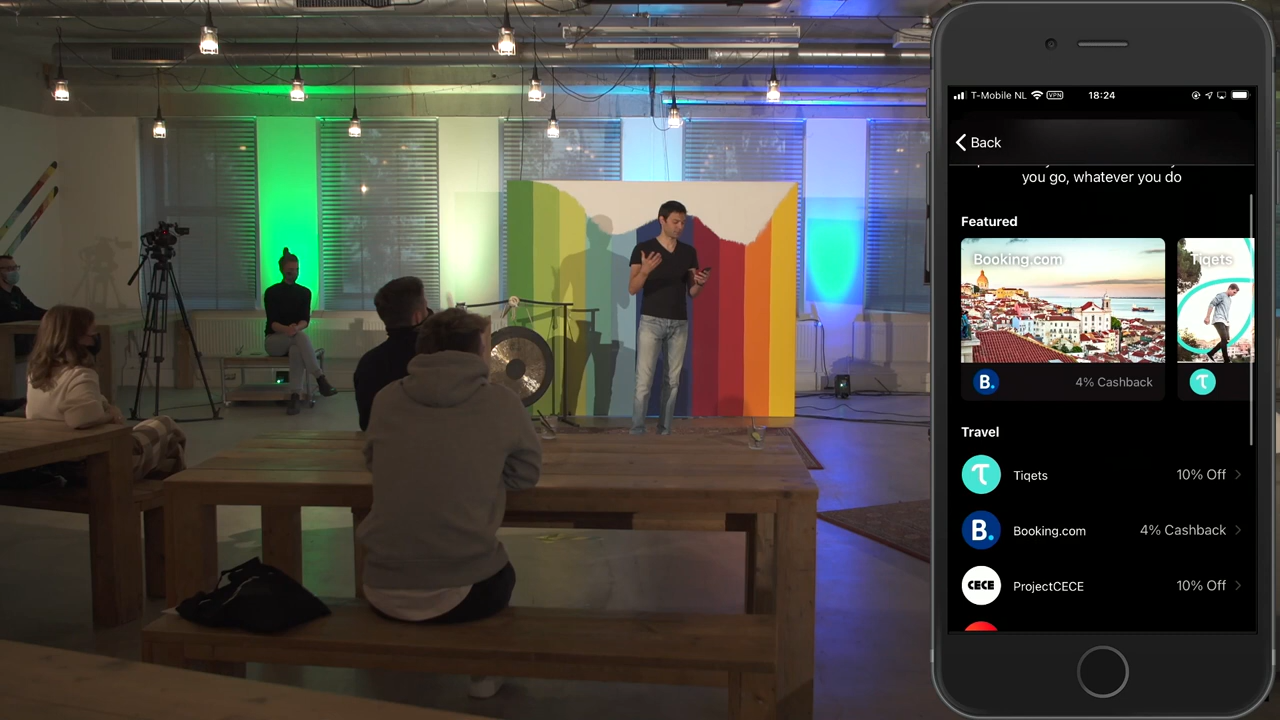 T-Mobile NL VPN 18:24
Back
you go, whatever you do
Featured
Booking.com
Tiqets
B. 4% Cashback
Travel
Tiqets 10% Off
B. Booking.com 4% Cashback
CECE ProjectCECE 10% Off